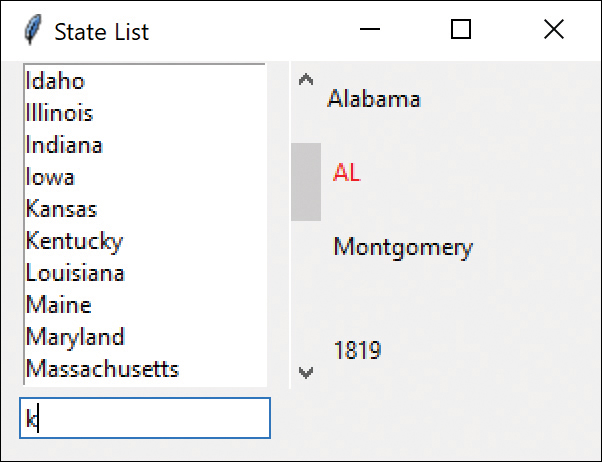 State List
Idaho
Illinois
Indiana
Iowa
Kansas
Kentucky
Louisiana
Maine
Maryland
Massachusetts
k
Alabama
AL
Montgomery
1819